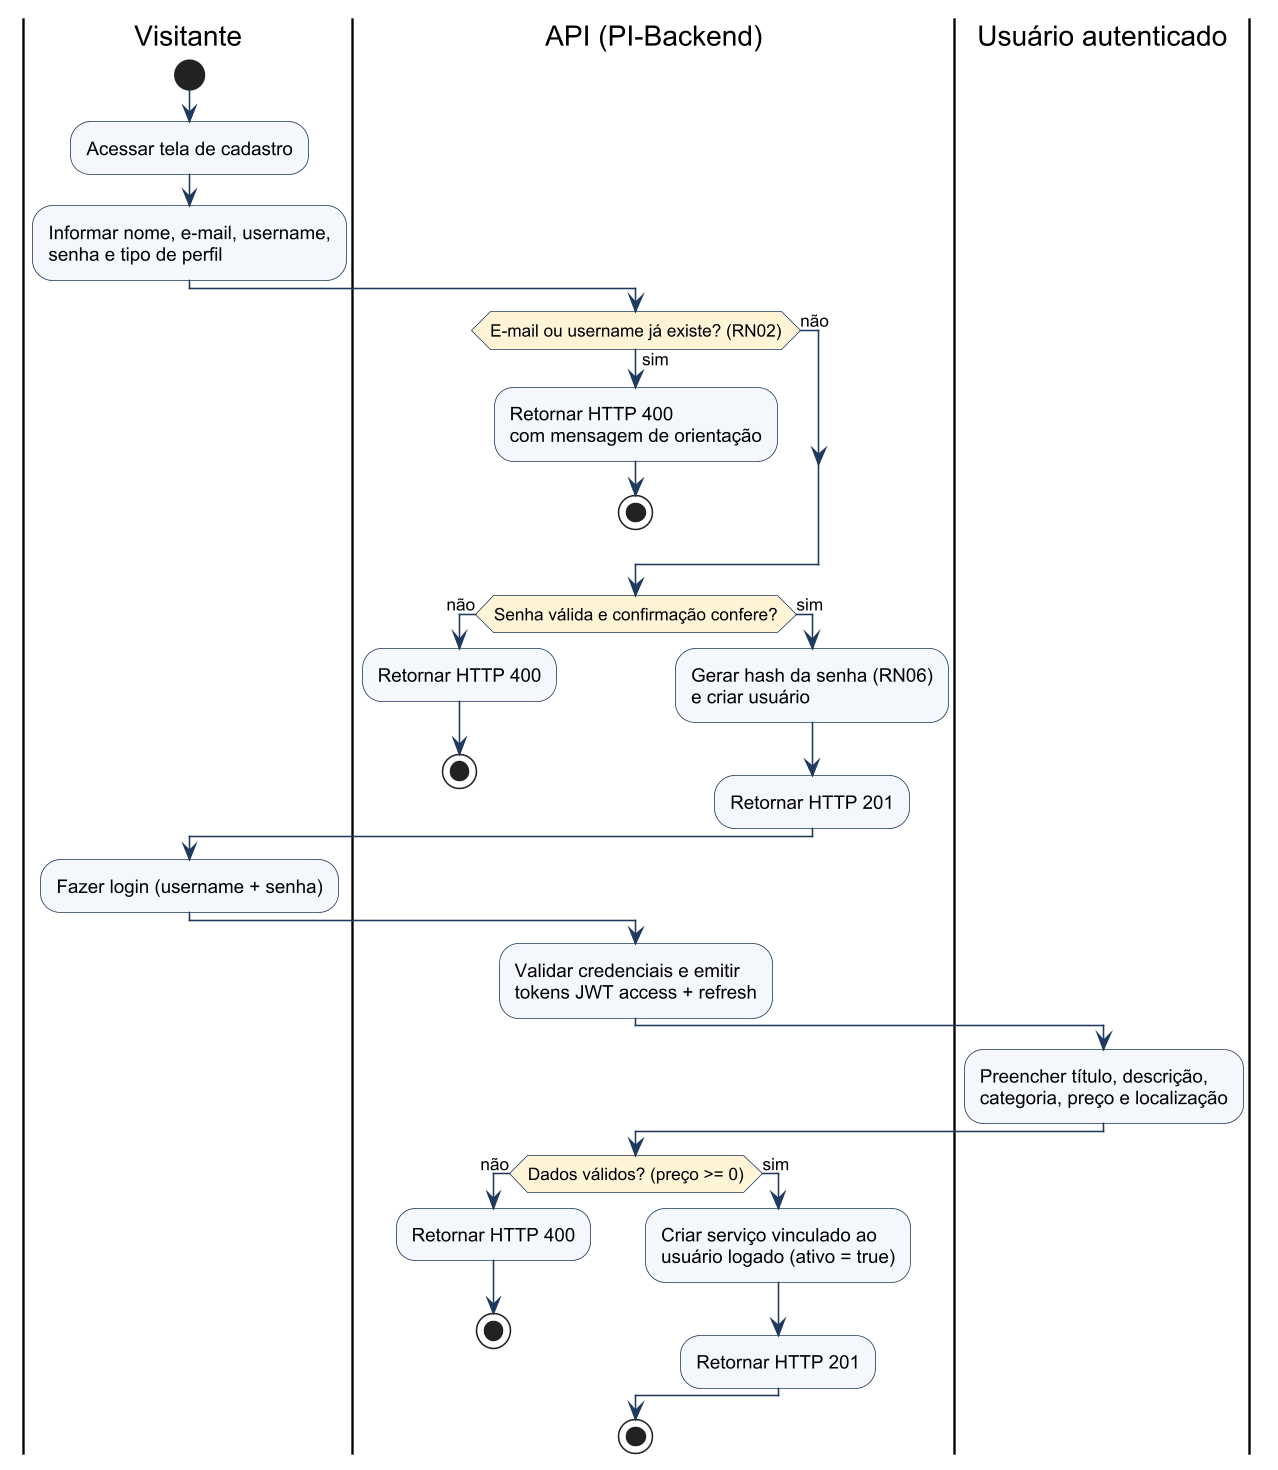 Visitante
API (PI-Backend)
Usuário autenticado
Acessar tela de cadastro
Informar nome, e-mail, username,
senha e tipo de perfil
E-mail ou username já existe? (RN02)
não
sim
Retornar HTTP 400
com mensagem de orientação
não
Senha válida e confirmação confere?
sim
Retornar HTTP 400
Gerar hash da senha (RN06)
e criar usuário
Retornar HTTP 201
Fazer login (username + senha)
Validar credenciais e emitir
tokens JWT access + refresh
Preencher título, descrição,
categoria, preço e localização
não
Dados válidos? (preço >= 0)
sim
Retornar HTTP 400
Criar serviço vinculado ao
usuário logado (ativo = true)
Retornar HTTP 201